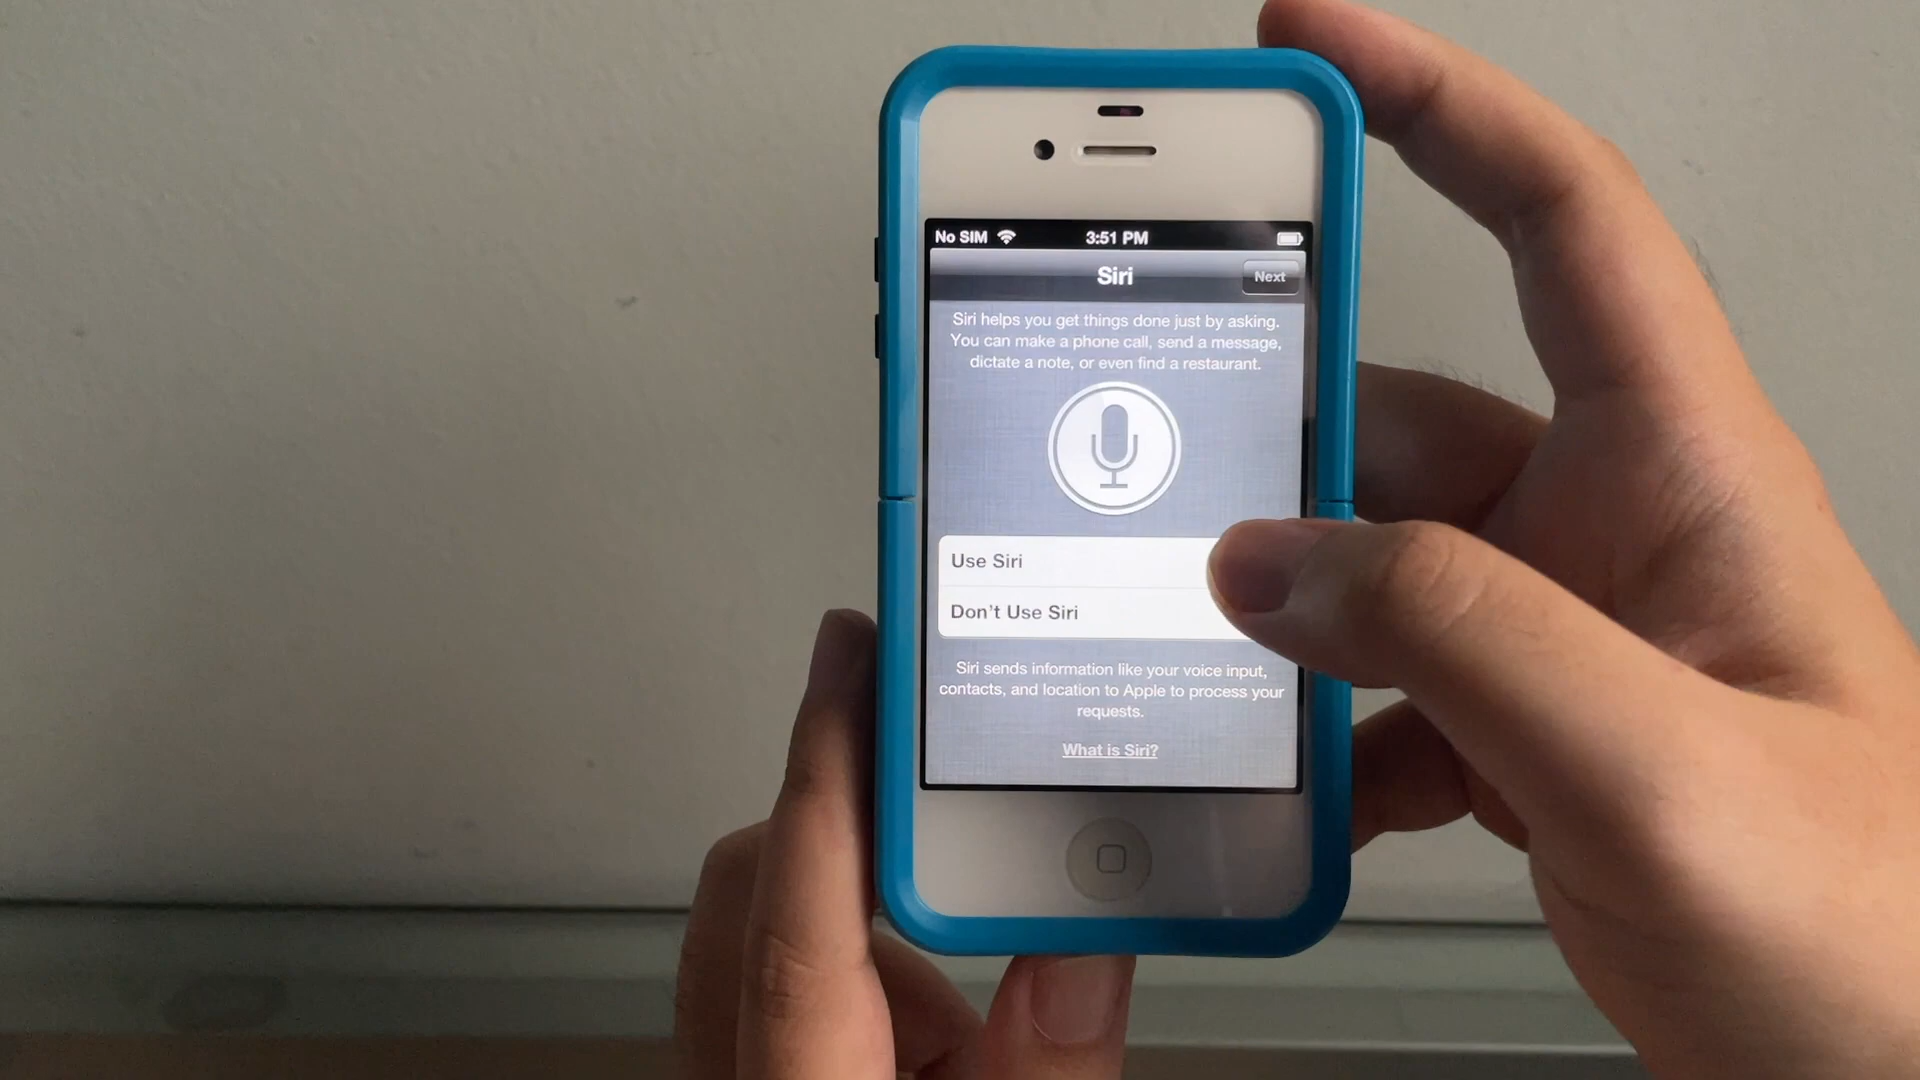 No SIM 3:51 PM
Siri Next
Siri helps you get things done just by asking.
You can make a phone call, send a message,
dictate a note, or even find a restaurant.
Use Siri
Don't Use Siri
Siri sends information like your voice input,
contacts, and location to Apple to process your
requests.
What is Siri?